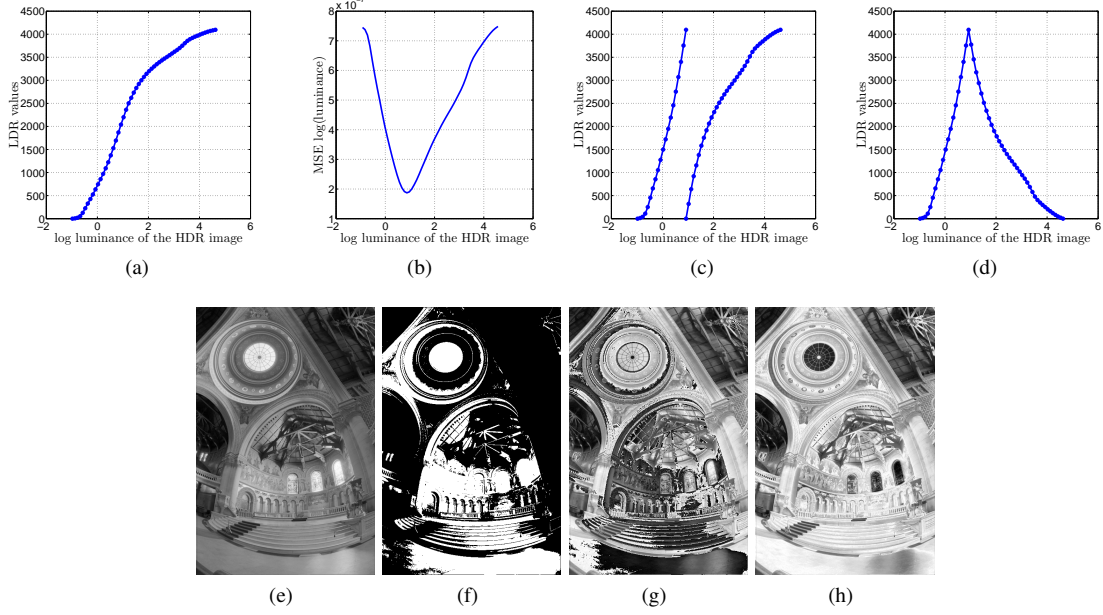 4500
4000
3500
3000
2500
2000
1500
1000
500
0
LDR values
−2 0 2 4 6
log luminance of the HDR image
(a)
8
7
6
5
4
3
2
1
MSE log(luminance)
−2 0 2 4 6
log luminance of the HDR image
(b)
4500
4000
3500
3000
2500
2000
1500
1000
500
0
LDR values
−2 0 2 4 6
log luminance of the HDR image
(c)
4500
4000
3500
3000
2500
2000
1500
1000
500
0
LDR values
−2 0 2 4 6
log luminance of the HDR image
(d)
(e) (f) (g) (h)